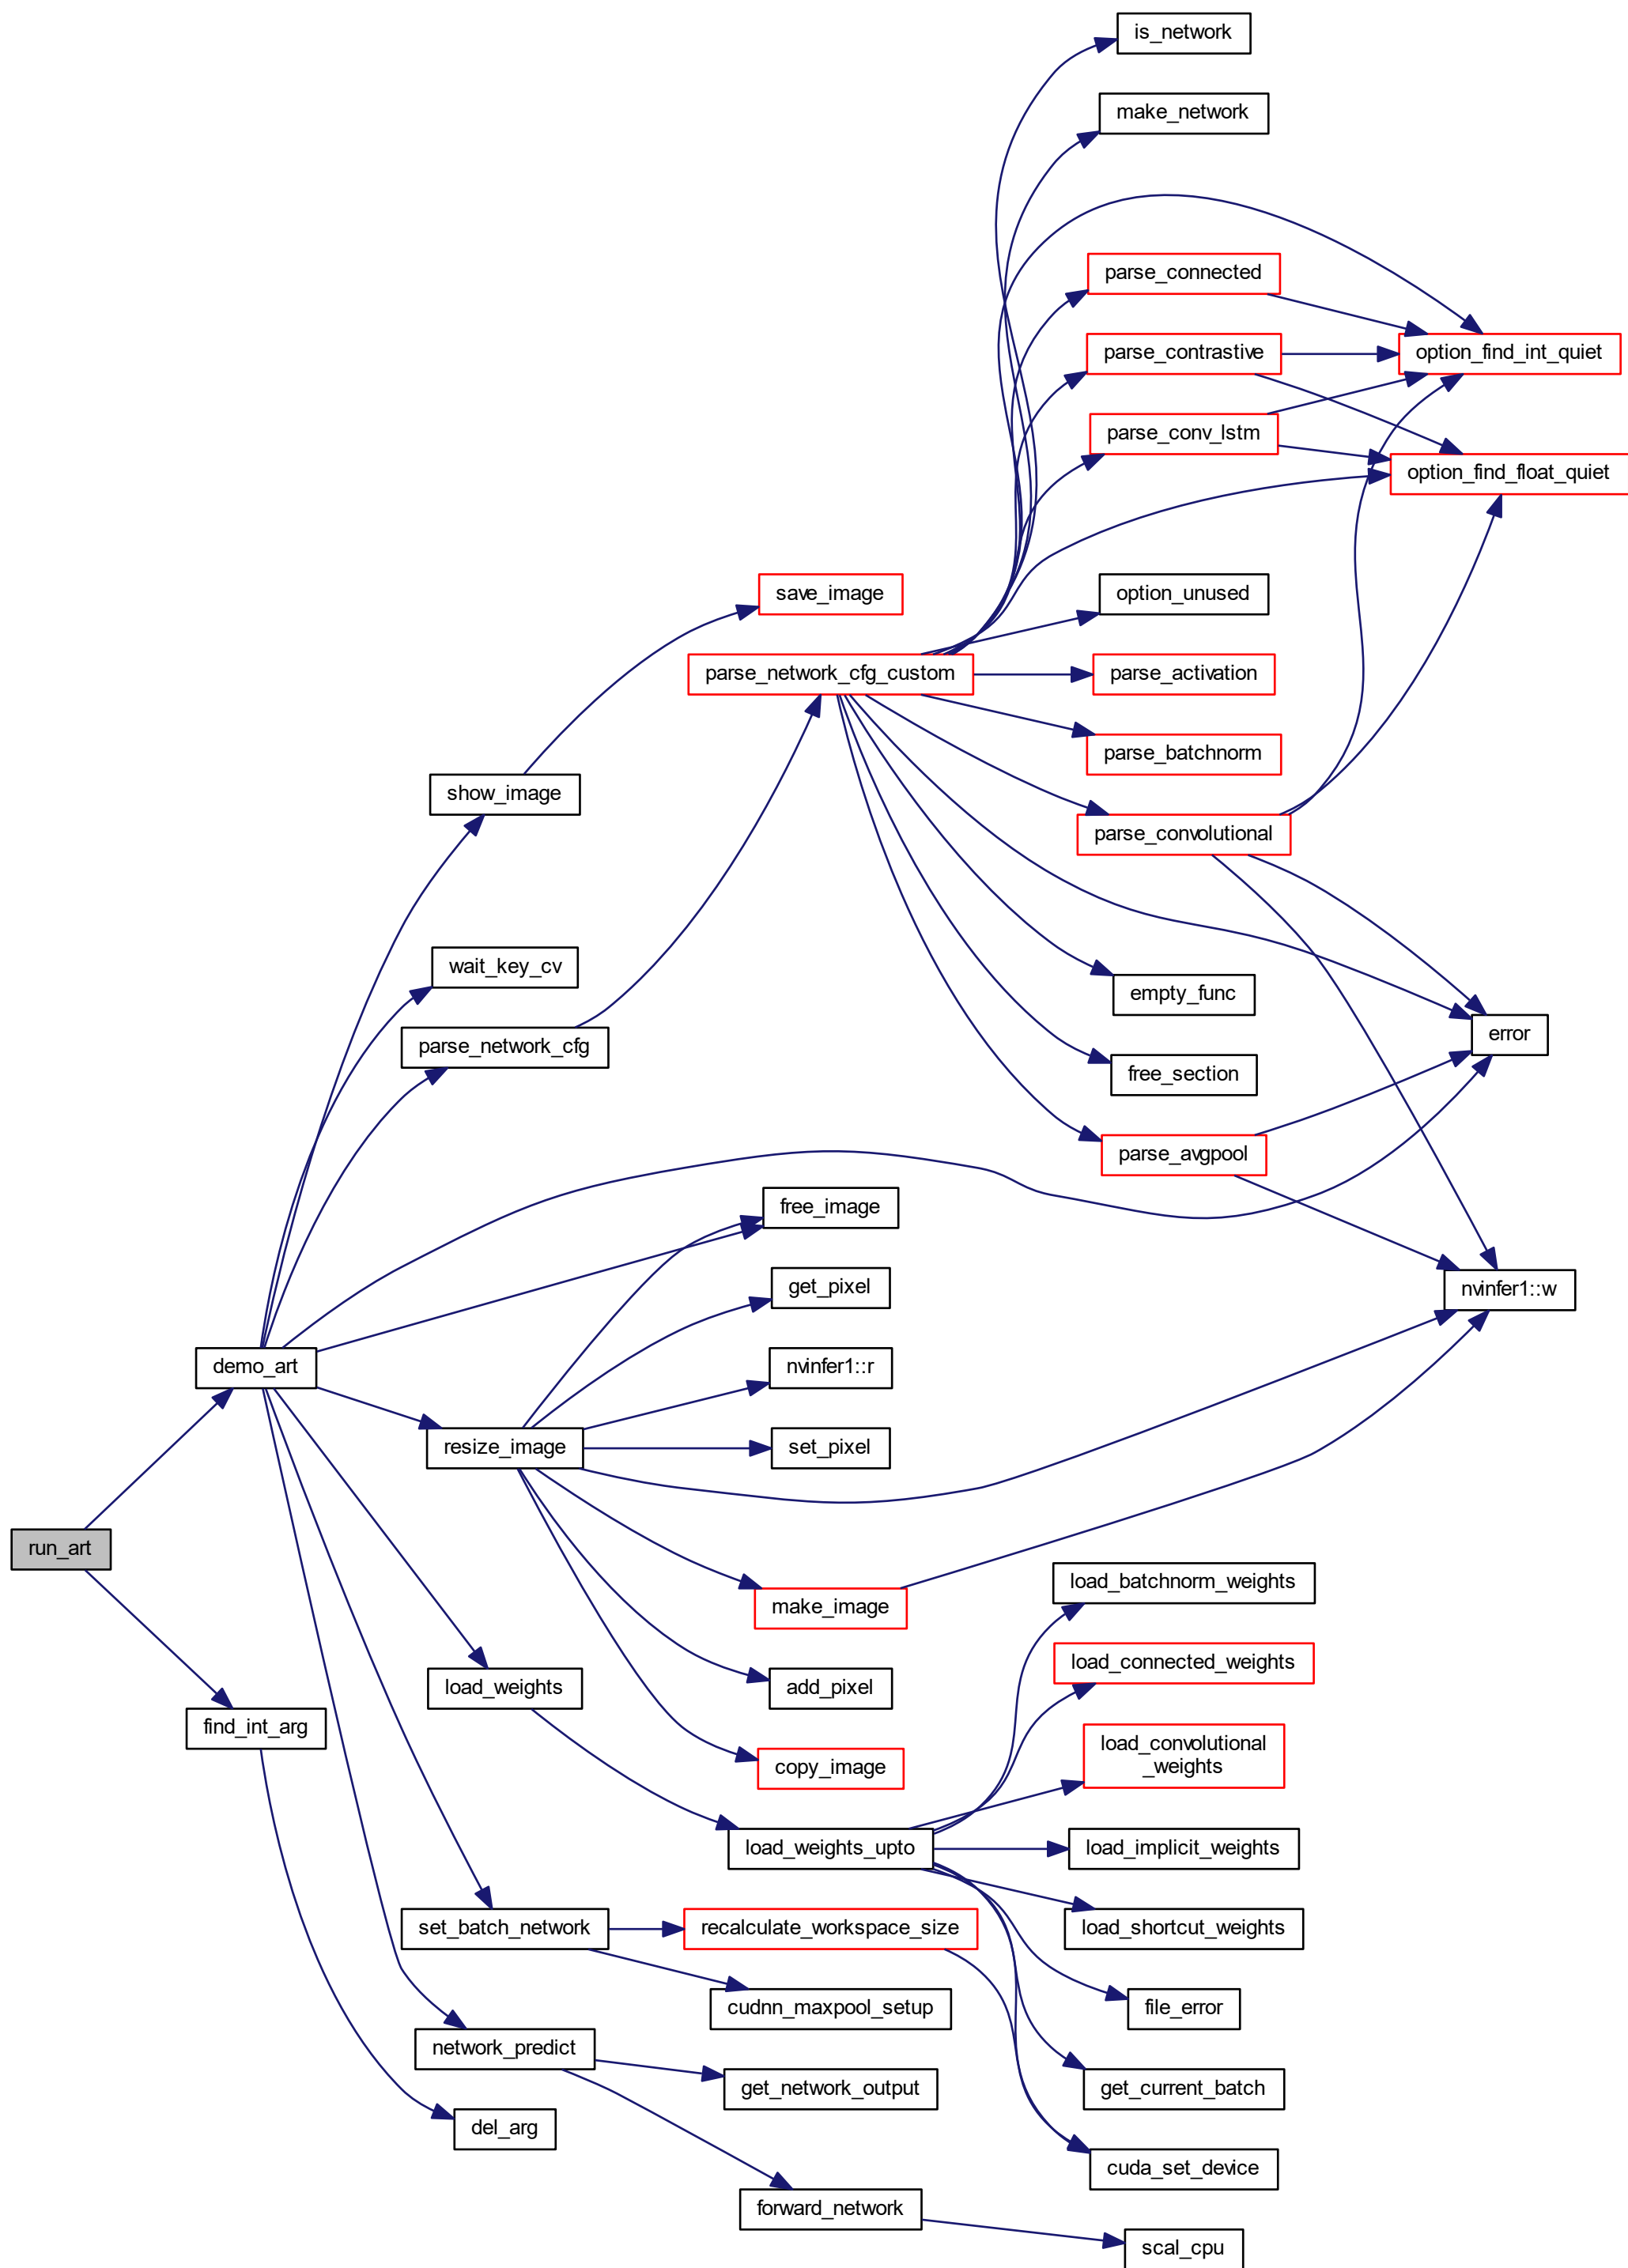 is_network
make_network
parse_connected
parse_contrastive
option_find_int_quiet
parse_conv_lstm
option_find_float_quiet
save_image
option_unused
parse_network_cfg_custom
parse_activation
parse_batchnorm
show_image
parse_convolutional
wait_key_cv
empty_func
parse_network_cfg
error
free_section
parse_avgpool
free_image
get_pixel
nvinfer1::w
demo_art
nvinfer1::r
resize_image
set_pixel
run_art
load_batchnorm_weights
make_image
load_connected_weights
load_weights
add_pixel
find_int_arg
load_convolutional
_weights
copy_image
load_weights_upto
load_implicit_weights
set_batch_network
recalculate_workspace_size
load_shortcut_weights
cudnn_maxpool_setup
file_error
network_predict
get_network_output
get_current_batch
del_arg
cuda_set_device
forward_network
scal_cpu